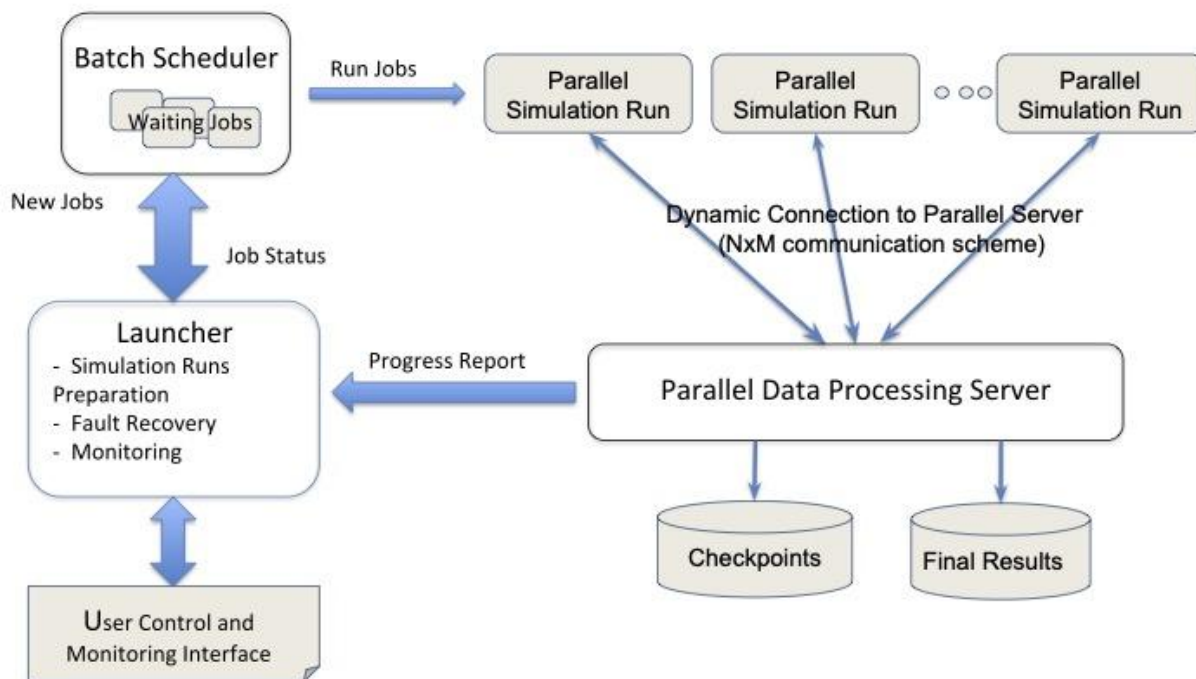 Batch Scheduler
Waiting Jobs
Run Jobs
Parallel
Simulation Run
Parallel
Simulation Run
Parallel
Simulation Run
New Jobs
Job Status
Dynamic Connection to Parallel Server
(NxM communication scheme)
Launcher
- Simulation Runs
Preparation
- Fault Recovery
- Monitoring
Progress Report
Parallel Data Processing Server
Checkpoints
Final Results
User Control and
Monitoring Interface